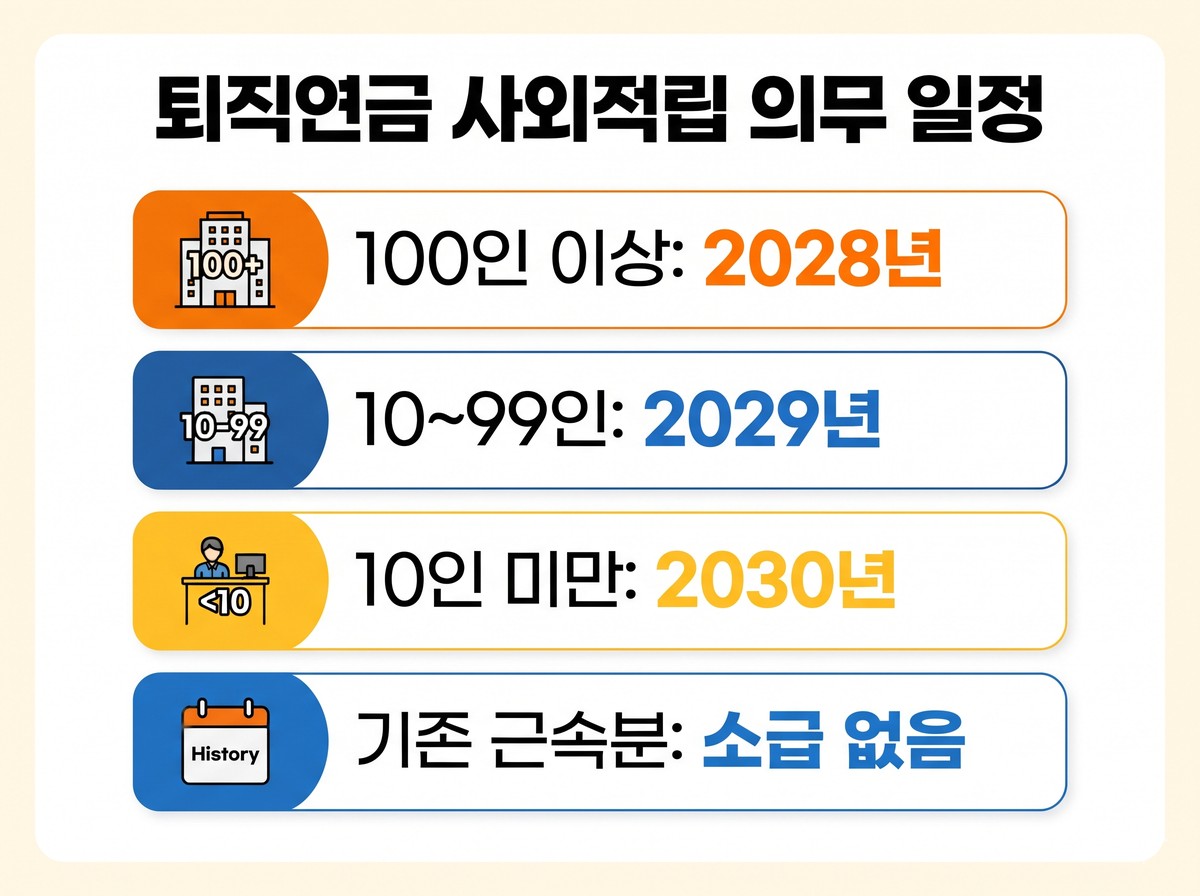 퇴직연금 사외적립 의무 일정
100+
100인 이상: 2028년
10-99
10~99인: 2029년
<10
10인 미만: 2030년
History
기존 근속분: 소급 없음